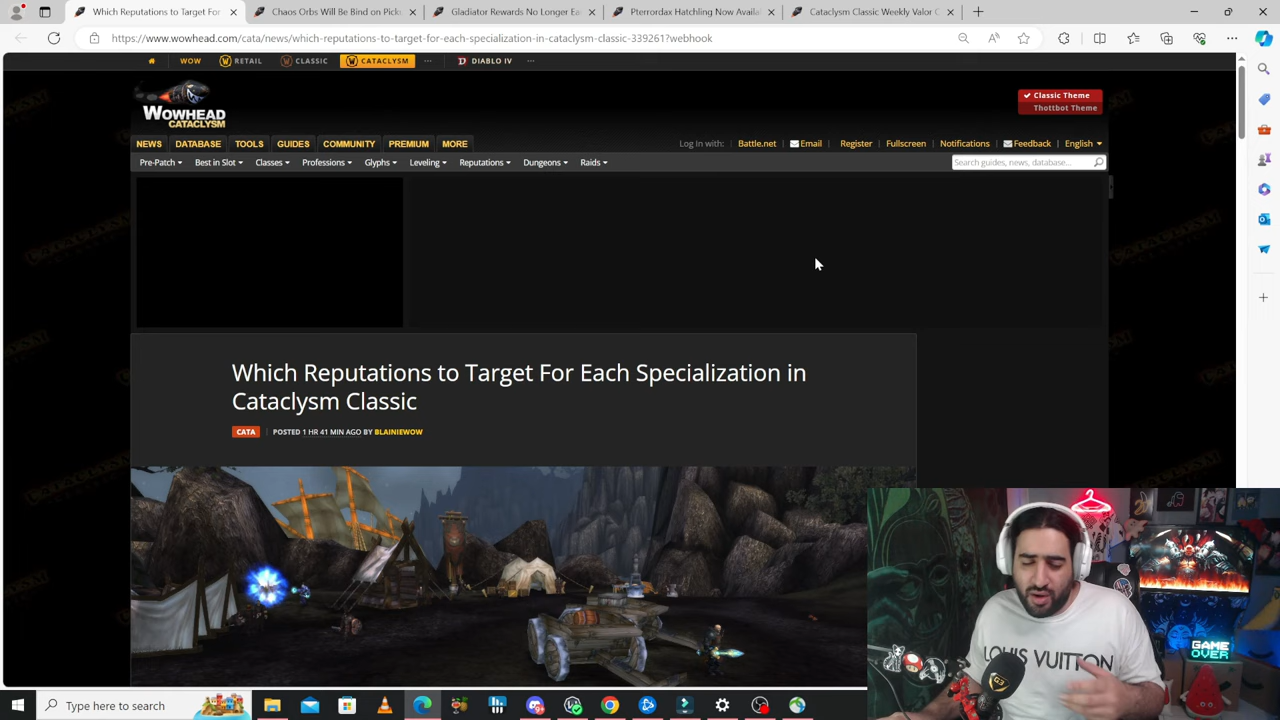 Which Reputations to Target For
Chaos Orbs Will Be Bind on Picku
Gladiator Rewards No Longer Ea
Pterrordax Hatchling Now Availa
Cataclysm Classic Weekly Valor C
https://www.wowhead.com/cata/news/which-reputations-to-target-for-each-specialization-in-cataclysm-classic-339261?webhook
WOW
RETAIL
CLASSIC
CATACLYSM
DIABLO IV
WOWHEAD
CATACLYSM
Classic Theme
Thottbot Theme
NEWS DATABASE TOOLS GUIDES COMMUNITY PREMIUM MORE
Log In with: Battle.net Email Register Fullscreen Notifications Feedback English
Pre-Patch Best in Slot Classes Professions Glyphs Leveling Reputations Dungeons Raids
Search guides, news, database...
Which Reputations to Target For Each Specialization in
Cataclysm Classic
CATA POSTED 1 HR 41 MIN AGO BY BLAINIEWOW
LOUIS VUITTON
GAME
OVER
Type here to search